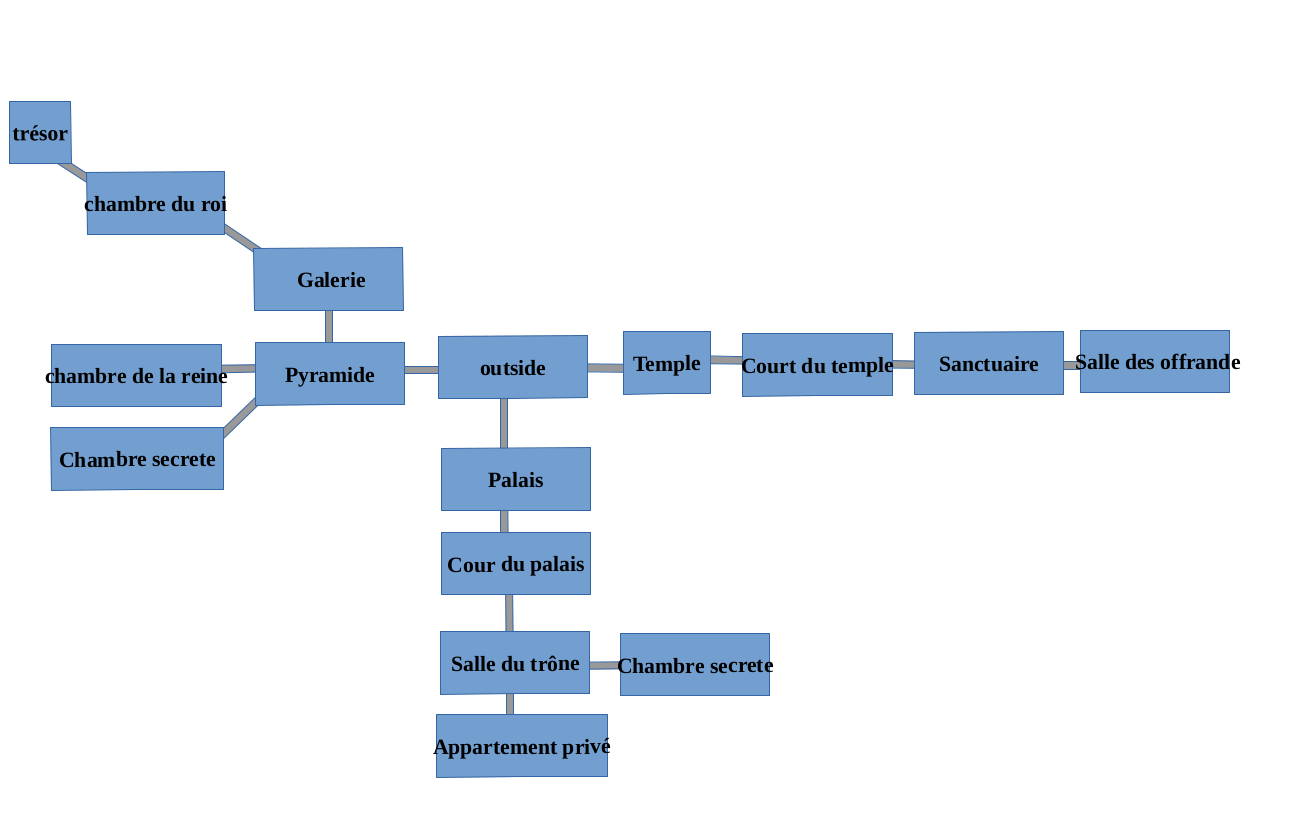 trésor
chambre du roi
Galerie
chambre de la reine
Pyramide
outside
Temple
Court du temple
Sanctuaire
Salle des offrande
Chambre secrete
Palais
Cour du palais
Salle du trône
Chambre secrete
Appartement privé